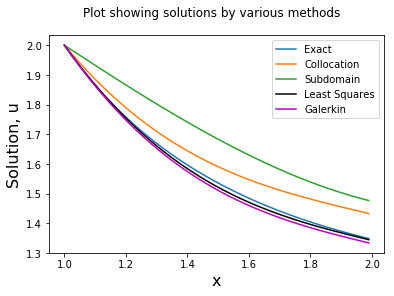 Plot showing solutions by various methods
Exact
Collocation
Subdomain
Least Squares
Galerkin
Solution, u
2.0
1.9
1.8
1.7
1.6
1.5
1.4
1.3
1.0 1.2 1.4 1.6 1.8 2.0
x